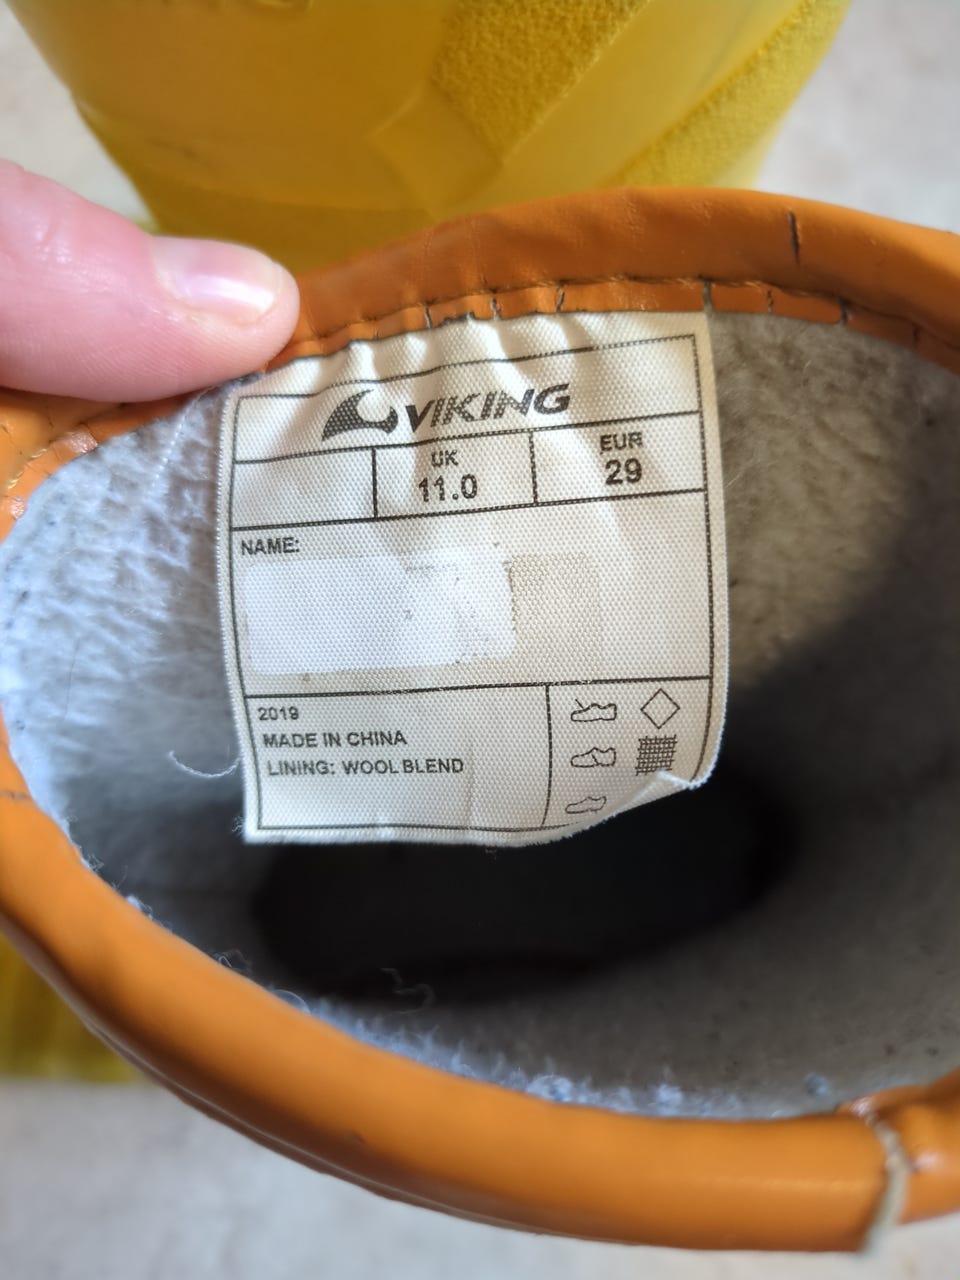 VIKING
UK EUR
11.0 29
NAME:
2019
MADE IN CHINA
LINING: WOOL BLEND